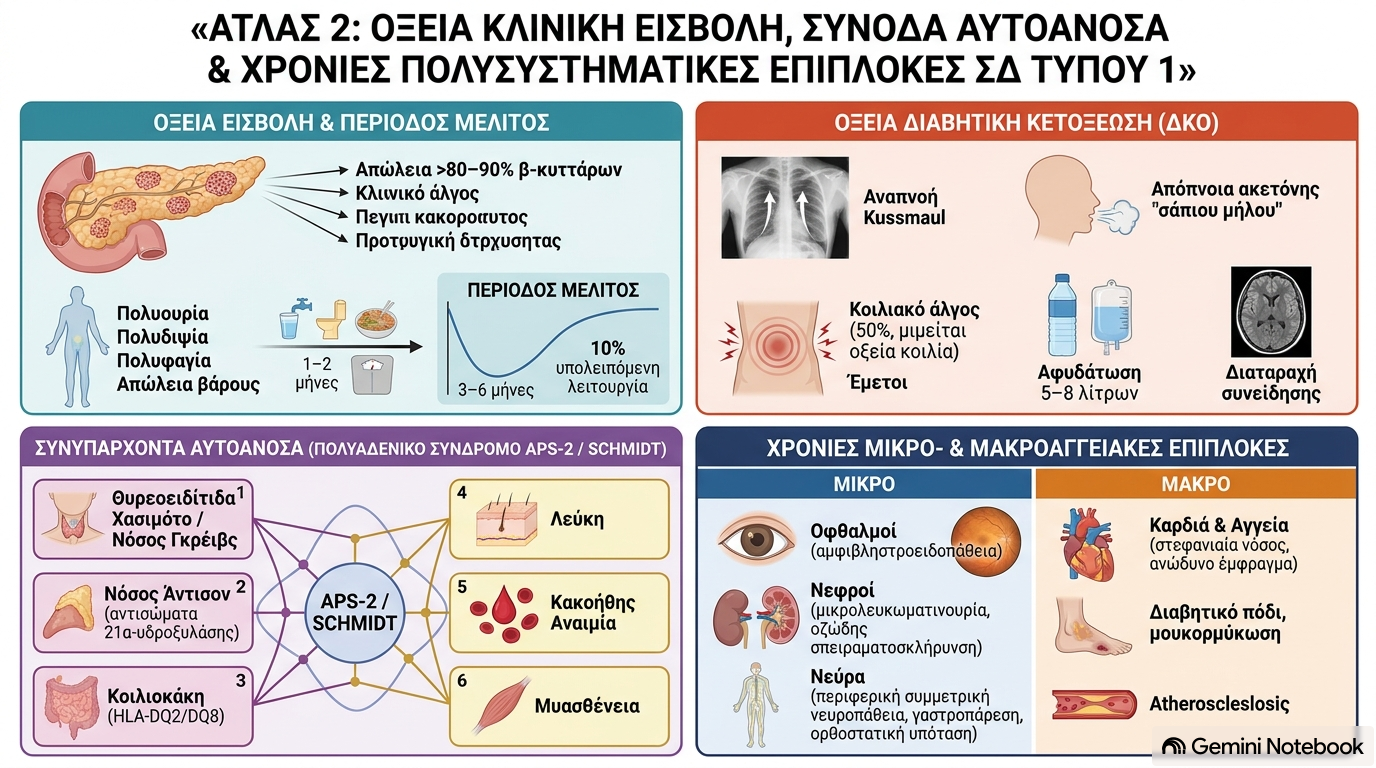 «ΑΤΛΑΣ 2: ΟΞΕΙΑ ΚΛΙΝΙΚΗ ΕΙΣΒΟΛΗ, ΣΥΝΟΔΑ ΑΥΤΟΑΝΟΣΑ
& ΧΡΟΝΙΕΣ ΠΟΛΥΣΥΣΤΗΜΑΤΙΚΕΣ ΕΠΙΠΛΟΚΕΣ ΣΔ ΤΥΠΟΥ 1»
ΟΞΕΙΑ ΕΙΣΒΟΛΗ & ΠΕΡΙΟΔΟΣ ΜΕΛΙΤΟΣ
Απώλεια >80–90% β-κυττάρων
Κλινικό άλγος
Πολυουρία
Πολυδιψία
Πολυφαγία
Απώλεια βάρους
1–2
μήνες
ΠΕΡΙΟΔΟΣ ΜΕΛΙΤΟΣ
3–6 μήνες
10%
υπολειπόμενη
λειτουργία
ΟΞΕΙΑ ΔΙΑΒΗΤΙΚΗ ΚΕΤΟΞΕΩΣΗ (ΔΚΟ)
Αναπνοή
Kussmaul
Απόπνοια ακετόνης
"σάπιου μήλου"
Κοιλιακό άλγος
(50%, μιμείται
οξεία κοιλία)
Έμετοι
Αφυδάτωση
5–8 λίτρων
Διαταραχή
συνείδησης
ΣΥΝΥΠΑΡΧΟΝΤΑ ΑΥΤΟΑΝΟΣΑ (ΠΟΛΥΑΔΕΝΙΚΟ ΣΥΝΔΡΟΜΟ APS-2 / SCHMIDT)
Θυρεοειδίτιδα 1
Χασιμότο /
Νόσος Γκρέιβς
Νόσος Άντισον 2
(αντισώματα
21α-υδροξυλάσης)
3
Κοιλιοκάκη
(HLA-DQ2/DQ8)
APS-2 /
SCHMIDT
4
Λεύκη
5
Κακοήθης
Αναιμία
6
Μυασθένεια
ΧΡΟΝΙΕΣ ΜΙΚΡΟ- & ΜΑΚΡΟΑΓΓΕΙΑΚΕΣ ΕΠΙΠΛΟΚΕΣ
ΜΙΚΡΟ
Οφθαλμοί
(αμφιβληστροειδοπάθεια)
Νεφροί
(μικρολευκωματινουρία,
οζώδης
σπειραματοσκλήρυνση)
Νεύρα
(περιφερική συμμετρική
νευροπάθεια, γαστροπάρεση,
ορθοστατική υπόταση)
ΜΑΚΡΟ
Καρδιά & Αγγεία
(στεφανιαία νόσος,
ανώδυνο έμφραγμα)
Διαβητικό πόδι,
μουκορμύκωση
Atheroscleslosis
Gemini Notebook